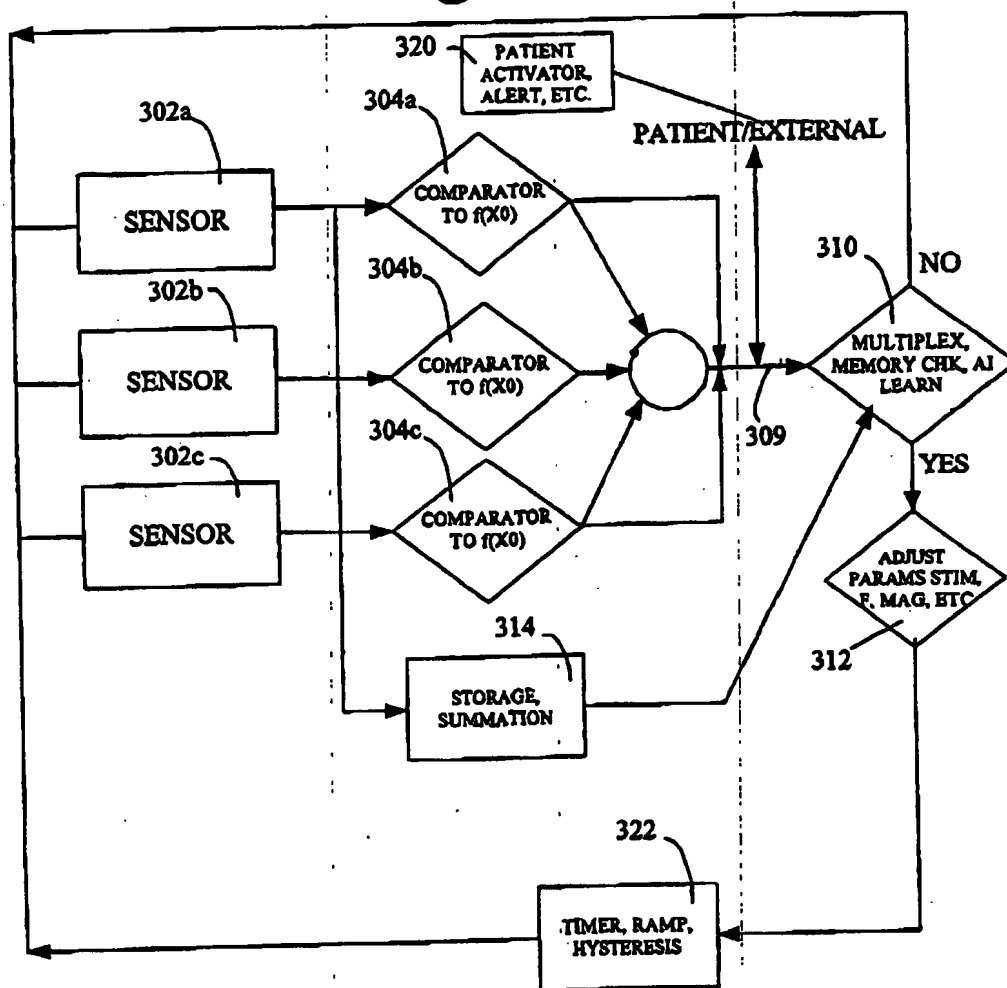 320
PATIENT
ACTIVATOR,
ALERT, ETC.
304a
302a
PATIENT/EXTERNAL
SENSOR
COMPARATOR
TO f(X0)
310
NO
304b
302b
SENSOR
COMPARATOR
TO f(X0)
MULTIPLEX,
MEMORY CHK, AI
LEARN
309
304c
302c
YES
SENSOR
COMPARATOR
TO f(X0)
ADJUST
PARAMS STIM,
F, MAG, ETC
312
314
STORAGE,
SUMMATION
322
TIMER, RAMP,
HYSTERESIS